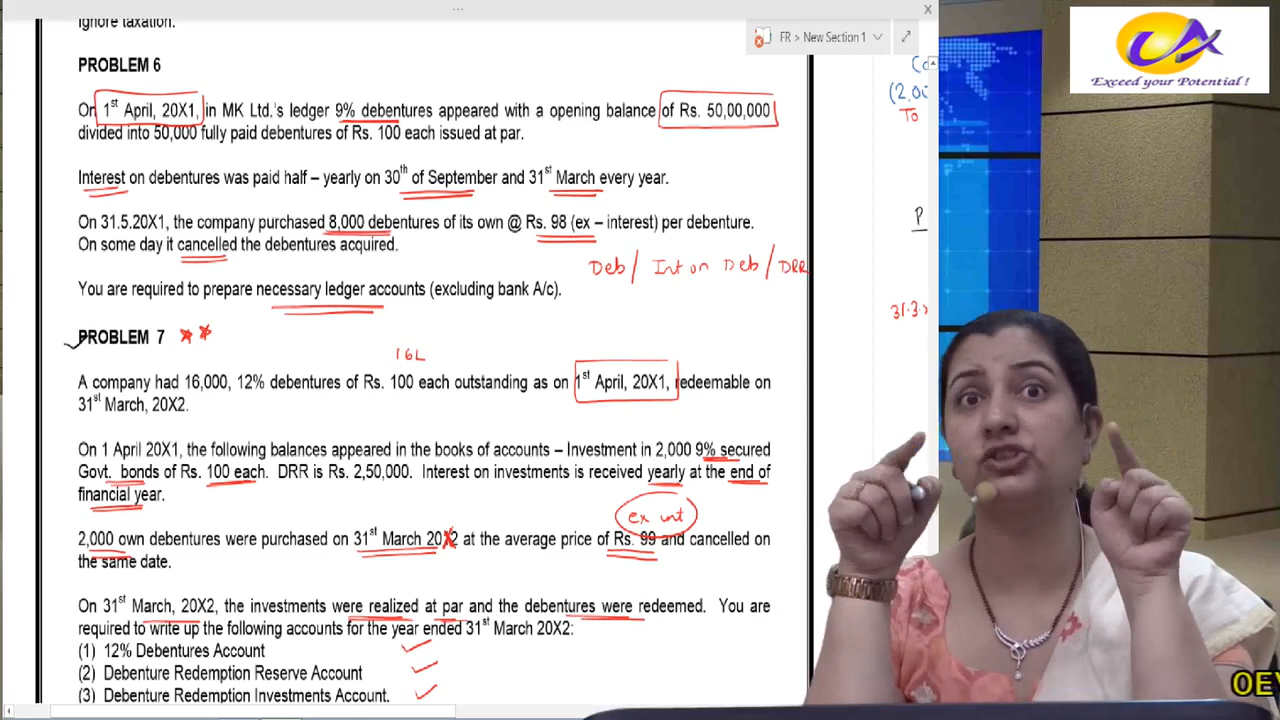 ignore taxation.
FR > New Section 1
Exceed your Potential !
PROBLEM 6
On 1st April, 20X1, in MK Ltd.'s ledger 9% debentures appeared with a opening balance of Rs. 50,00,000
divided into 50,000 fully paid debentures of Rs. 100 each issued at par.
(2,00
To
Interest on debentures was paid half – yearly on 30th of September and 31st March every year.
On 31.5.20X1, the company purchased 8,000 debentures of its own @ Rs. 98 (ex – interest) per debenture.
On some day it cancelled the debentures acquired.
P
Deb/ Int on Deb/ DRR
You are required to prepare necessary ledger accounts (excluding bank A/c).
31.3.
PROBLEM 7
16L
A company had 16,000, 12% debentures of Rs. 100 each outstanding as on 1st April, 20X1, redeemable on
31st March, 20X2.
On 1 April 20X1, the following balances appeared in the books of accounts – Investment in 2,000 9% secured
Govt. bonds of Rs. 100 each. DRR is Rs. 2,50,000. Interest on investments is received yearly at the end of
financial year.
ex int
2,000 own debentures were purchased on 31st March 20X2 at the average price of Rs. 99 and cancelled on
the same date.
On 31st March, 20X2, the investments were realized at par and the debentures were redeemed. You are
required to write up the following accounts for the year ended 31st March 20X2:
(1) 12% Debentures Account
(2) Debenture Redemption Reserve Account
(3) Debenture Redemption Investments Account.